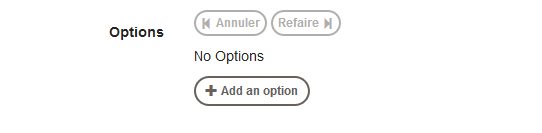 Options
Annuler Refaire
No Options
Add an option